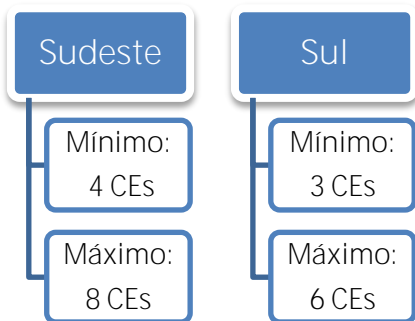 Sudeste
Mínimo:
4 CEs
Máximo:
8 CEs
Sul
Mínimo:
3 CEs
Máximo:
6 CEs